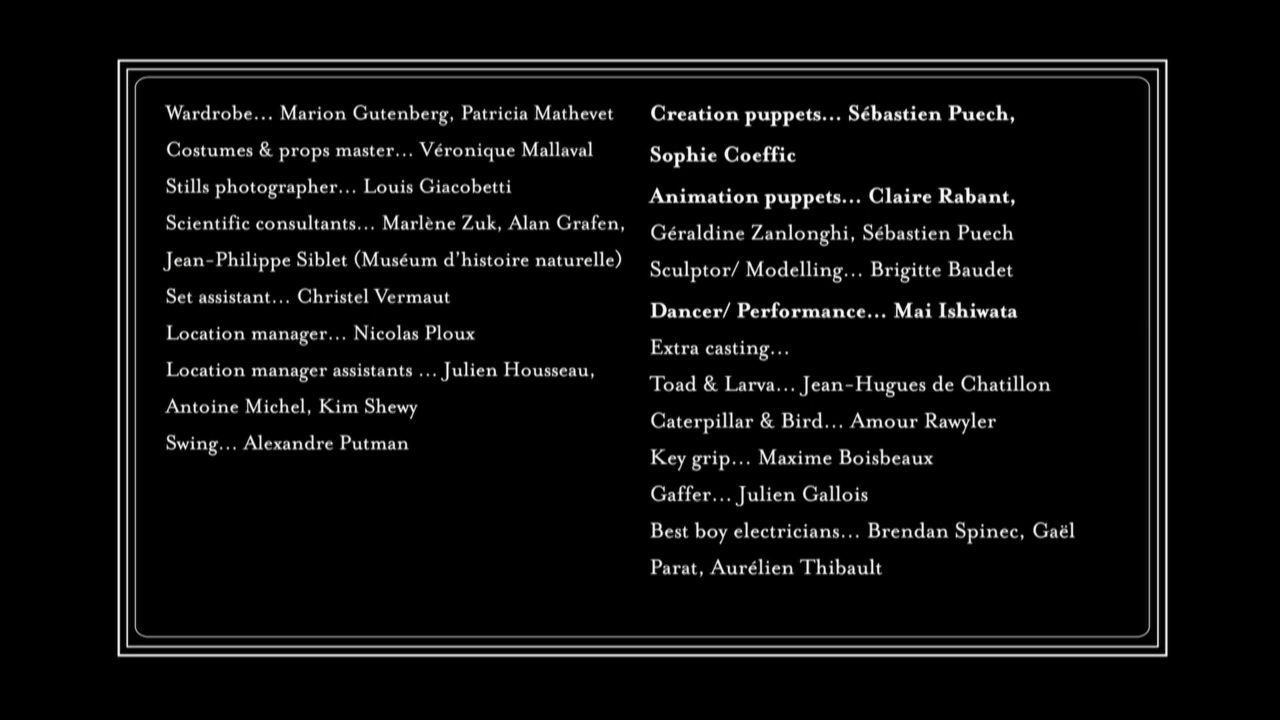 Wardrobe... Marion Gutenberg, Patricia Mathevet
Costumes & props master... Véronique Mallaval
Stills photographer... Louis Giacobetti
Scientific consultants... Marlène Zuk, Alan Grafen,
Jean-Philippe Siblet (Muséum d'histoire naturelle)
Set assistant... Christel Vermaut
Location manager... Nicolas Ploux
Location manager assistants ... Julien Housseau,
Antoine Michel, Kim Shewy
Swing... Alexandre Putman
Creation puppets... Sébastien Puech,
Sophie Coeffic
Animation puppets... Claire Rabant,
Géraldine Zanlonghi, Sébastien Puech
Sculptor/ Modelling... Brigitte Baudet
Dancer/ Performance... Mai Ishiwata
Extra casting...
Toad & Larva... Jean-Hugues de Chatillon
Caterpillar & Bird... Amour Rawyler
Key grip... Maxime Boisbeaux
Gaffer... Julien Gallois
Best boy electricians... Brendan Spinec, Gaël
Parat, Aurélien Thibault